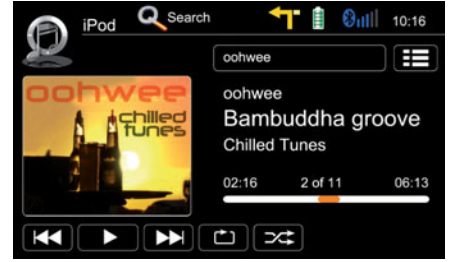 iPod
Search
10:16
oohwee
oohwee
chilled
tunes
oohwee
Bambuddha groove
Chilled Tunes
02:16 2 of 11 06:13